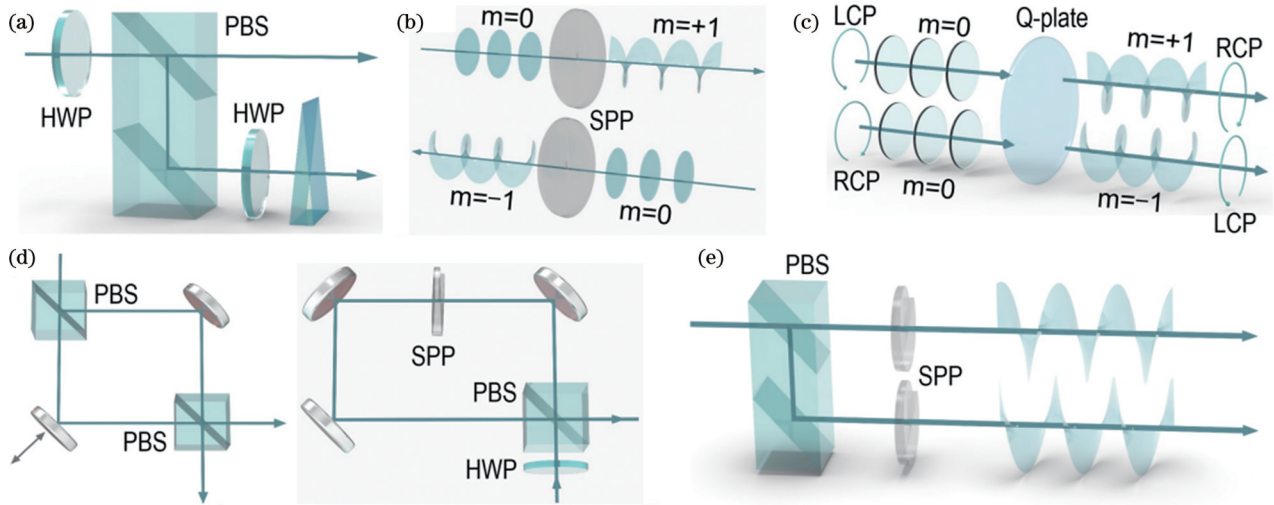 (a)
PBS
HWP
HWP
(b)
m=0
m=+1
SPP
m=−1
m=0
(c)
LCP
m=0
Q-plate
m=+1
RCP
RCP
m=0
m=−1
LCP
(d)
PBS
PBS
SPP
PBS
HWP
(e)
PBS
SPP